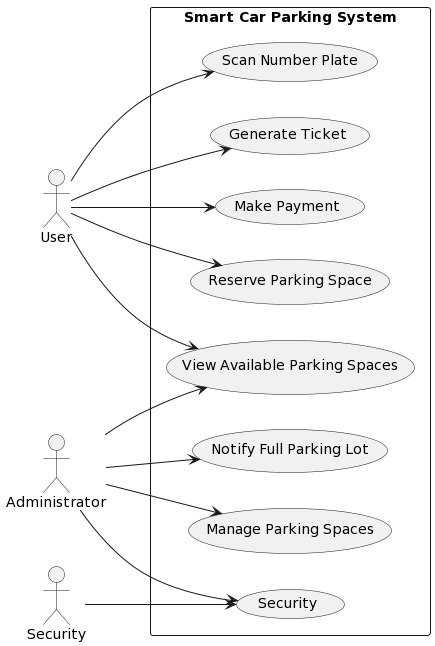 Smart Car Parking System
Scan Number Plate
Generate Ticket
Make Payment
User
Reserve Parking Space
View Available Parking Spaces
Notify Full Parking Lot
Administrator
Manage Parking Spaces
Security
Security